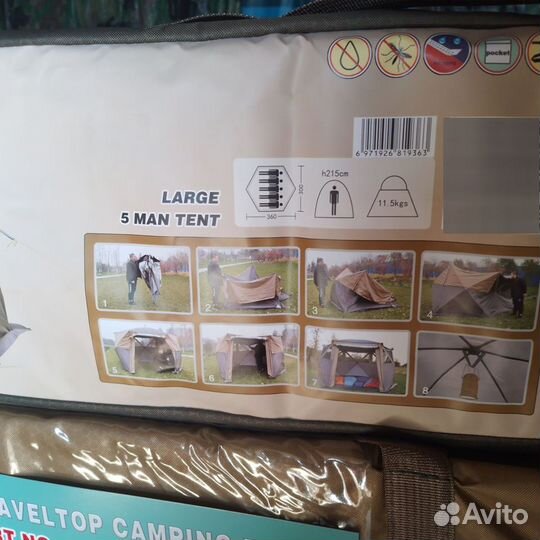 pocket
6 971926 819363
LARGE
5 MAN TENT
300
360
h215cm
11.5kgs
1
2
3
4
5
6
7
8
AVELTOP CAMPING
Avito